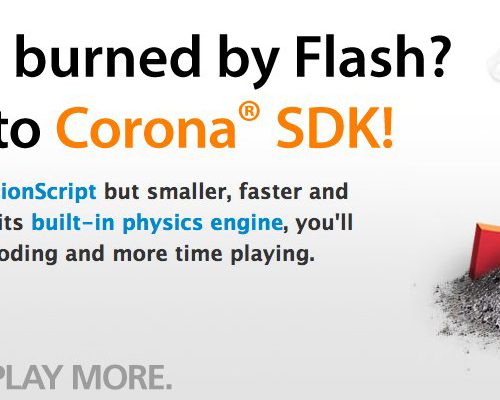 burned by Flash?
to Corona® SDK!
ionScript but smaller, faster and
its built-in physics engine, you'll
oding and more time playing.
PLAY MORE.